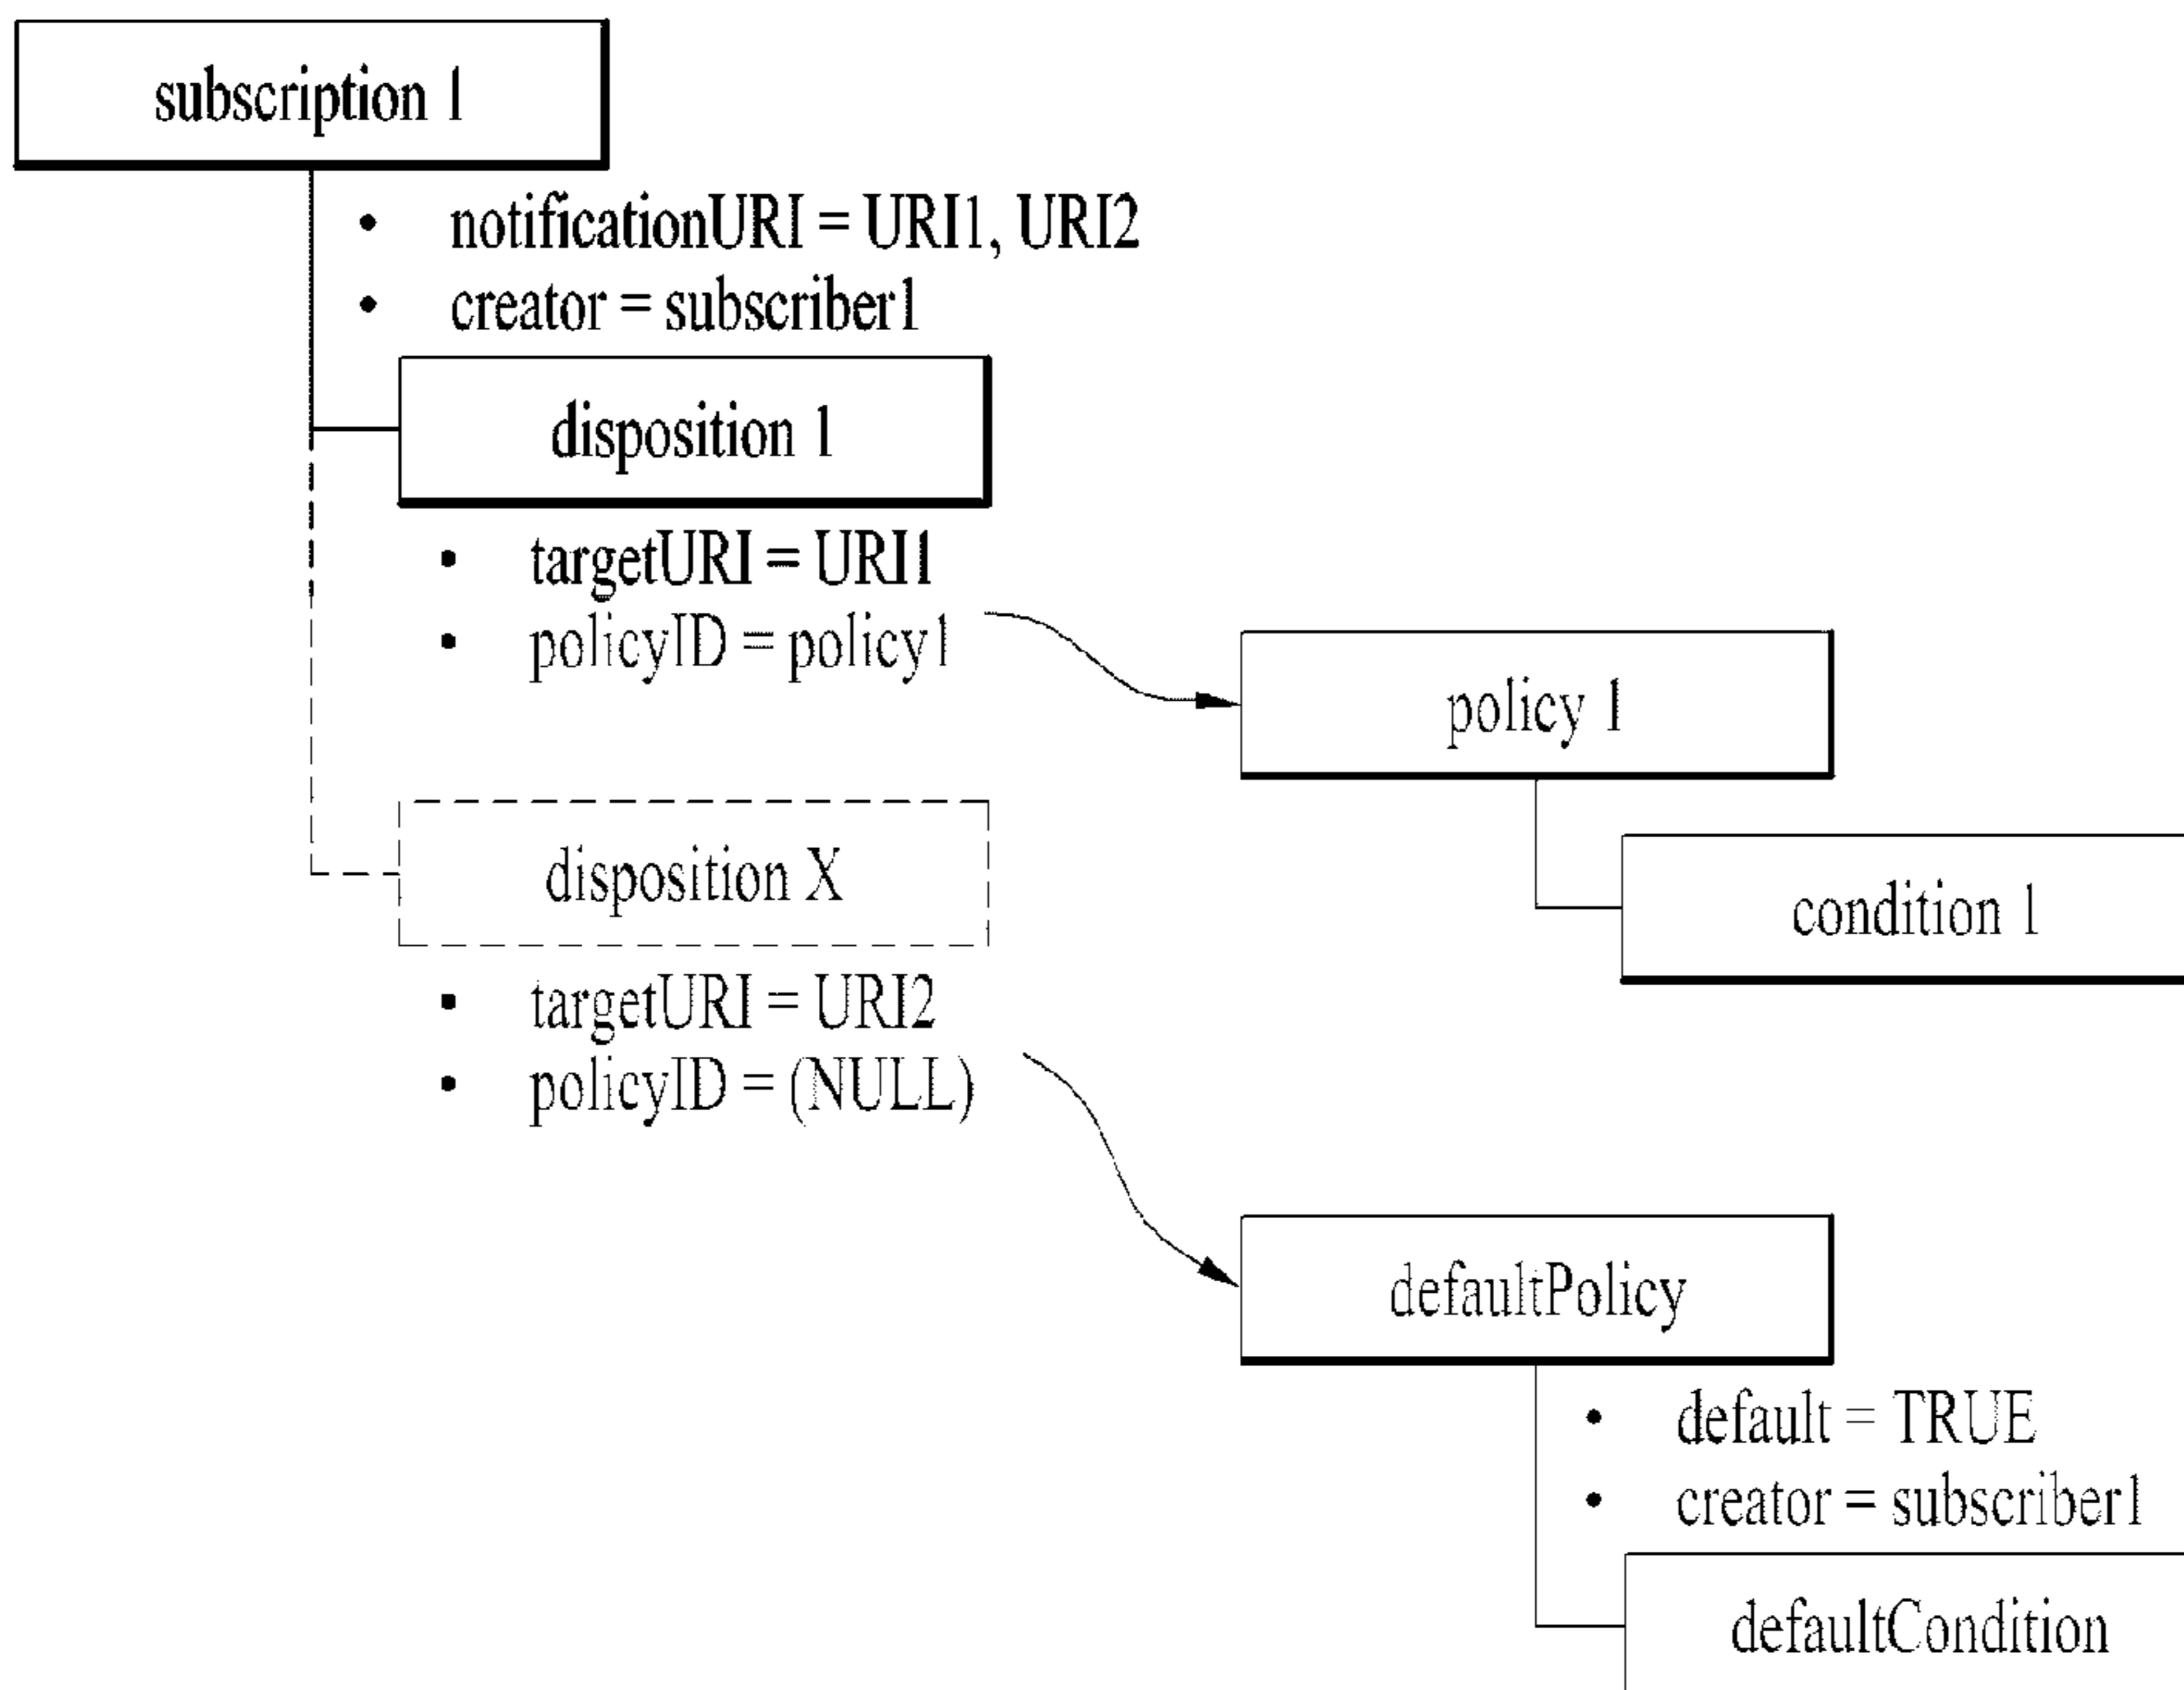 subscription 1
• notificationURI = URI1, URI2
• creator = subscriber1
disposition 1
• targetURI = URI1
• policyID = policy1
policy 1
condition 1
disposition X
• targetURI = URI2
• policyID = (NULL)
defaultPolicy
• default = TRUE
• creator = subscriber1
defaultCondition